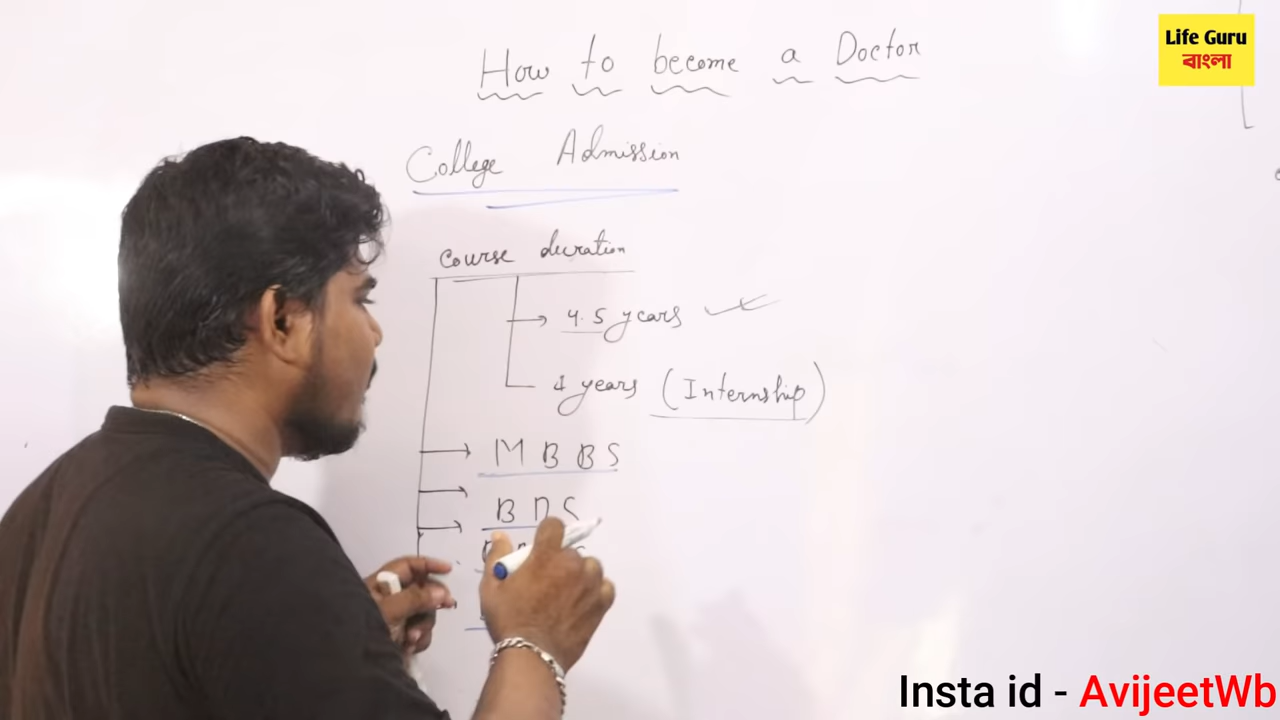 How to become a Doctor
Life Guru
বাংলা
College Admission
course duration
4.5 years
1 years (Internship)
MBBS
BDS
Insta id - AvijeetWb